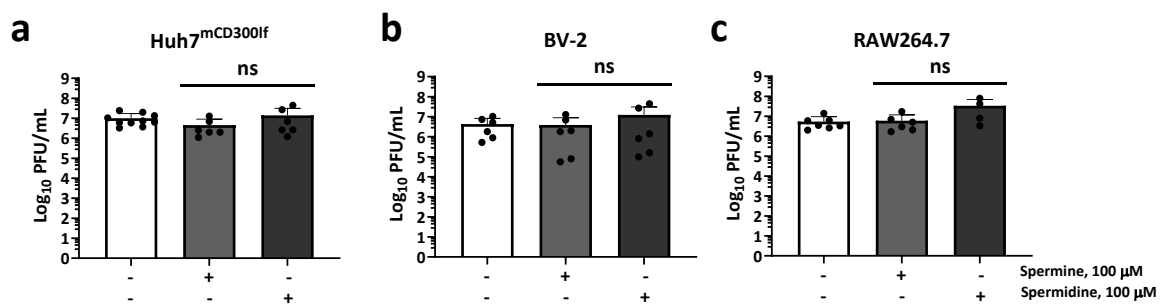 a
Huh7^mCD300lf
ns
Log₁₀ PFU/mL
9
8
7
6
5
4
3
2
1
0
- + -
- - +
b
BV-2
ns
Log₁₀ PFU/mL
9
8
7
6
5
4
3
2
1
0
- + -
- - +
c
RAW264.7
ns
Log₁₀ PFU/mL
9
8
7
6
5
4
3
2
1
0
- + - Spermine, 100 μM
- - + Spermidine, 100 μM